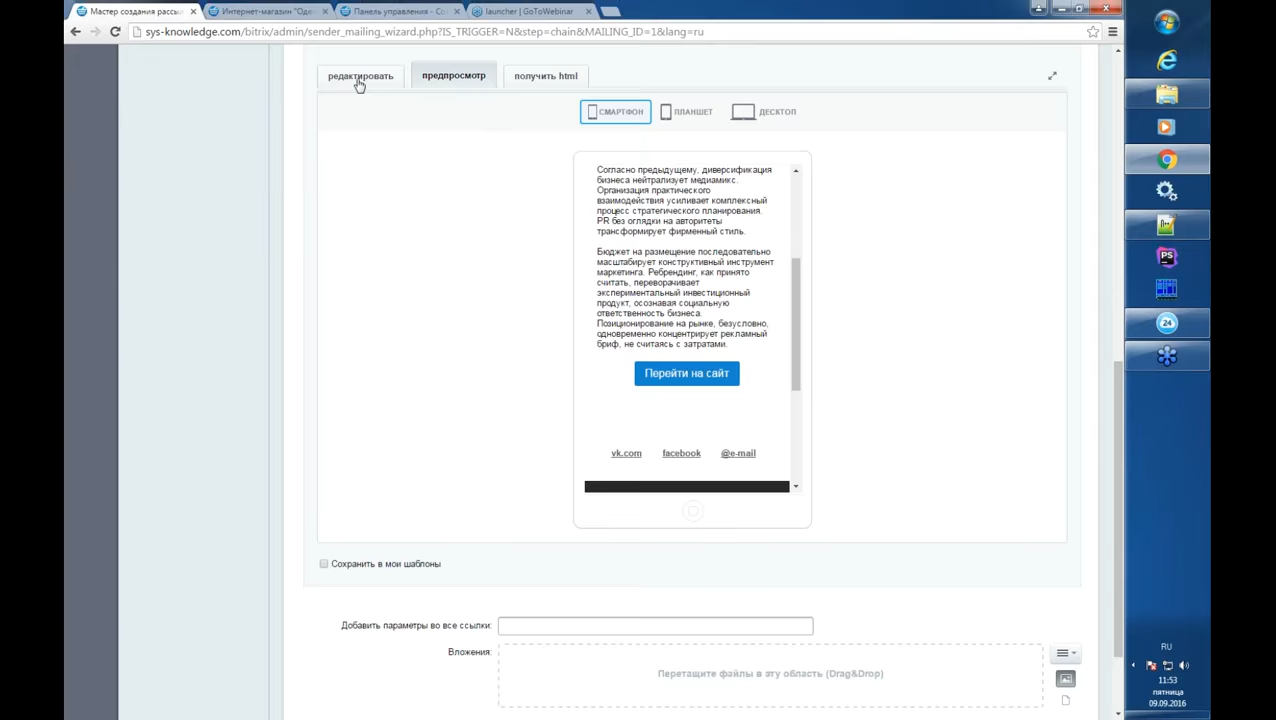 Мастер создания рассыл
Интернет-магазин "Оде
Панель управления - Со
launcher | GoToWebinar
sys-knowledge.com/bitrix/admin/sender_mailing_wizard.php?IS_TRIGGER=N&step=chain&MAILING_ID=1&lang=ru
редактировать
предпросмотр
получить html
СМАРТФОН
ПЛАНШЕТ
ДЕСКТОП
Согласно предыдущему, диверсификация
бизнеса нейтрализует медиамикс.
Организация практического
взаимодействия усиливает комплексный
процесс стратегического планирования.
PR без оглядки на авторитеты
трансформирует фирменный стиль.
Бюджет на размещение последовательно
масштабирует конструктивный инструмент
маркетинга. Ребрендинг, как принято
считать, переворачивает
экспериментальный инвестиционный
продукт, осознавая социальную
ответственность бизнеса.
Позиционирование на рынке, безусловно,
одновременно концентрирует рекламный
бриф, не считаясь с затратами.
Перейти на сайт
vk.com
facebook
@e-mail
Сохранить в мои шаблоны
Добавить параметры во все ссылки:
Вложения:
Перетащите файлы в эту область (Drag&Drop)
PS
24
RU
11:53
пятница
09.09.2016